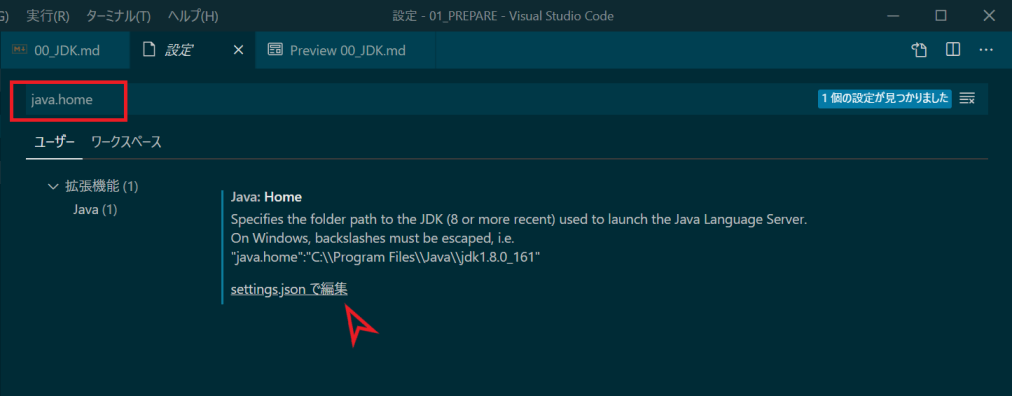 実行(R) ターミナル(T) ヘルプ(H) 設定 - 01_PREPARE - Visual Studio Code
00_JDK.md 設定 Preview 00_JDK.md
java.home 1 個の設定が見つかりました
ユーザー ワークスペース
拡張機能 (1)
Java (1)
Java: Home
Specifies the folder path to the JDK (8 or more recent) used to launch the Java Language Server.
On Windows, backslashes must be escaped, i.e.
"java.home":"C:\\Program Files\\Java\\jdk1.8.0_161"
settings.json で編集